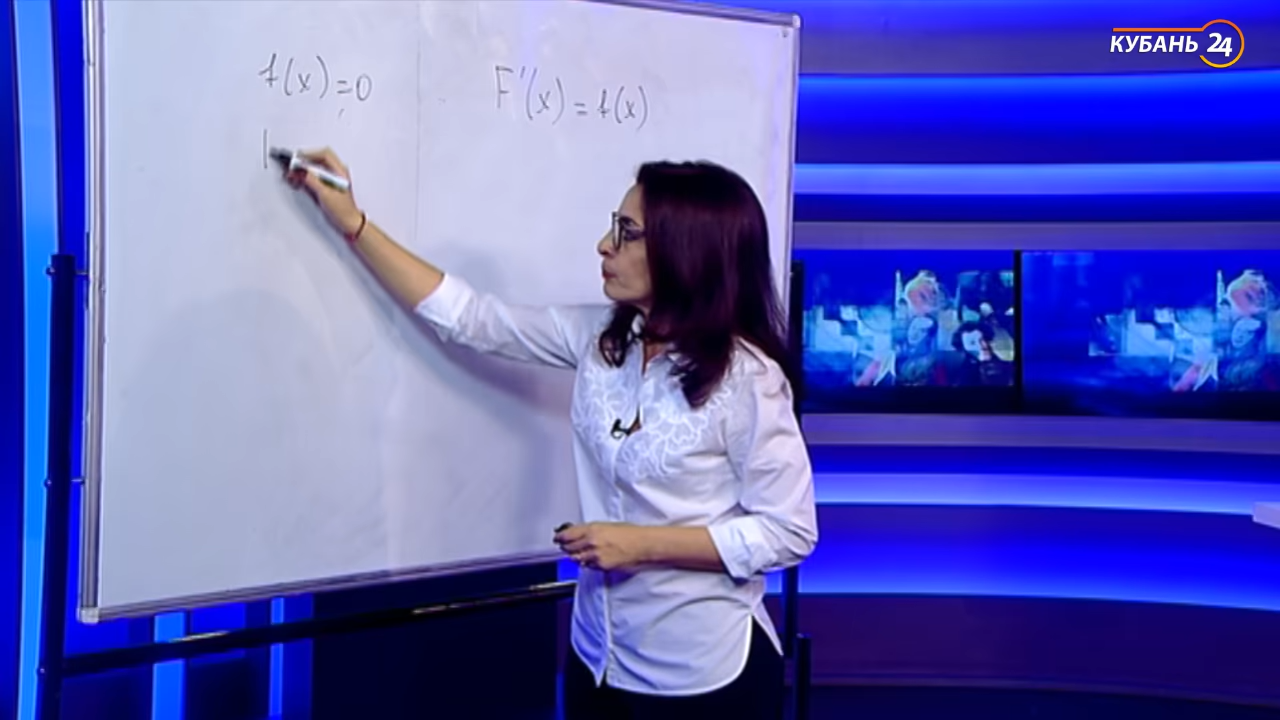 КУБАНЬ 24
f(x) = 0
F'(x) = f(x)